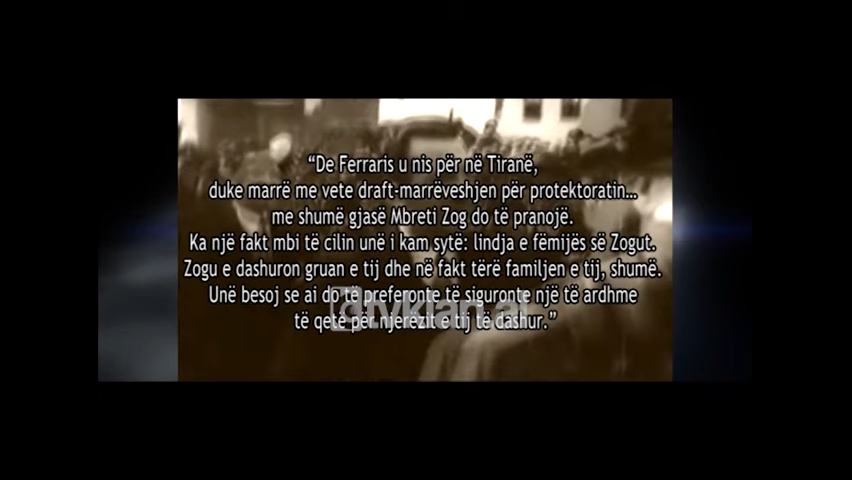 “De Ferraris u nis për në Tiranë,
duke marrë me vete draft-marrëveshjen për protektoratin...
me shumë gjasë Mbreti Zog do të pranojë.
Ka një fakt mbi të cilin unë i kam sytë: lindja e fëmijës së Zogut.
Zogu e dashuron gruan e tij dhe në fakt tërë familjen e tij, shumë.
Unë besoj se ai do të preferonte të siguronte një të ardhme
tvklan.al
të qetë për njerëzit e tij të dashur.”